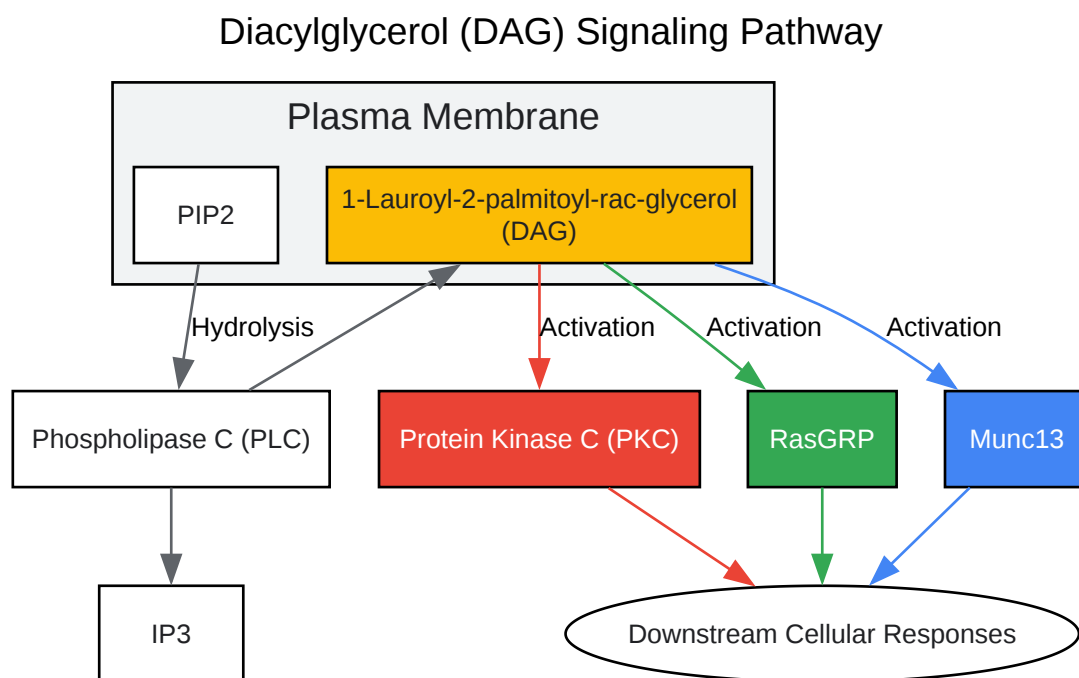 Diacylglycerol (DAG) Signaling Pathway
Plasma Membrane
PIP2
1-Lauroyl-2-palmitoyl-rac-glycerol
(DAG)
Hydrolysis
Activation
Activation
Activation
Phospholipase C (PLC)
Protein Kinase C (PKC)
RasGRP
Munc13
IP3
Downstream Cellular Responses